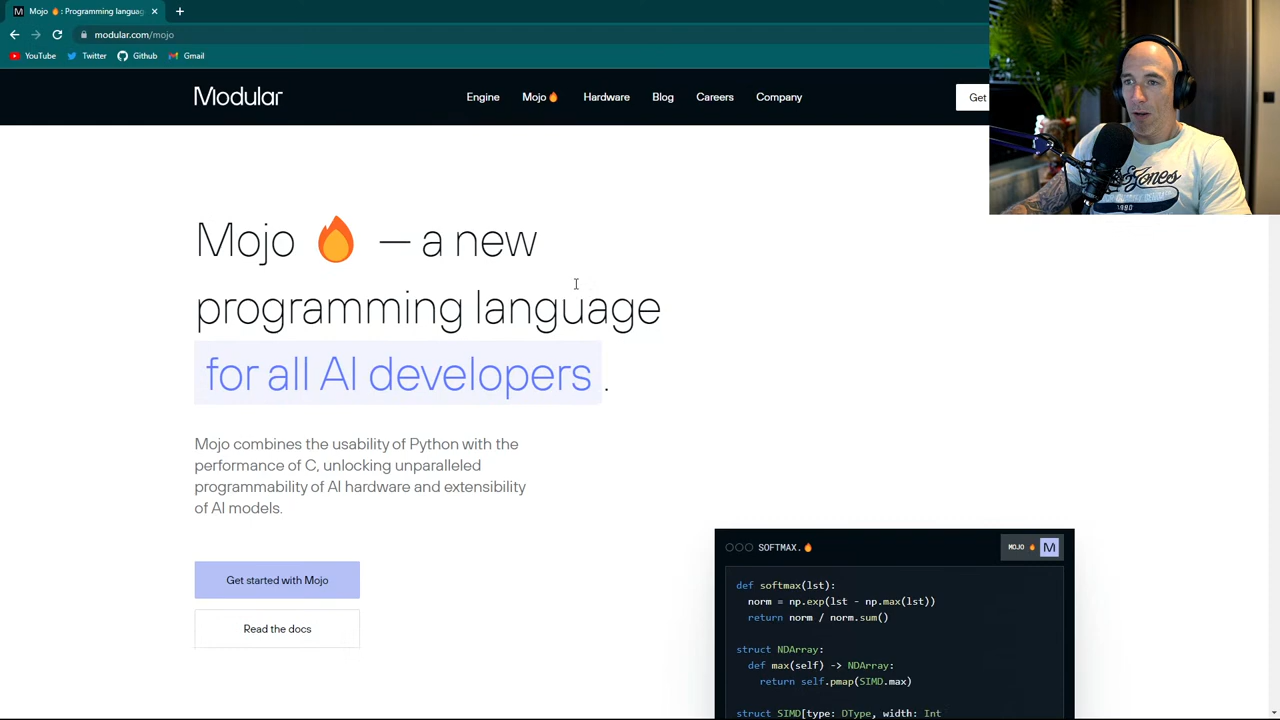 Mojo 🔥: Programming languag
modular.com/mojo
YouTube Twitter Github Gmail
Modular
Engine Mojo🔥 Hardware Blog Careers Company Get
Mojo 🔥 — a new
programming language
for all AI developers.
Mojo combines the usability of Python with the
performance of C, unlocking unparalleled
programmability of AI hardware and extensibility
of AI models.
Get started with Mojo
Read the docs
SOFTMAX.🔥 MOJO 🔥 M
def softmax(lst):
norm = np.exp(lst - np.max(lst))
return norm / norm.sum()
struct NDArray:
def max(self) -> NDArray:
return self.pmap(SIMD.max)
struct SIMD[type: DType, width: Int